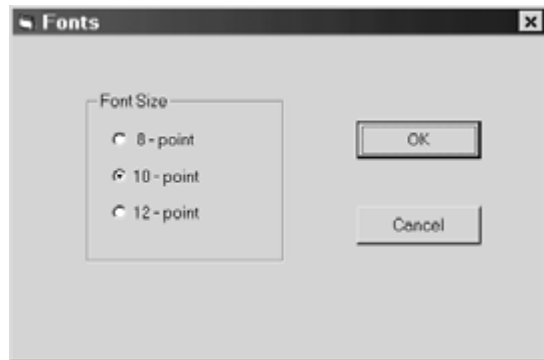 Fonts
Font Size
8 - point
10 - point
12 - point
OK
Cancel